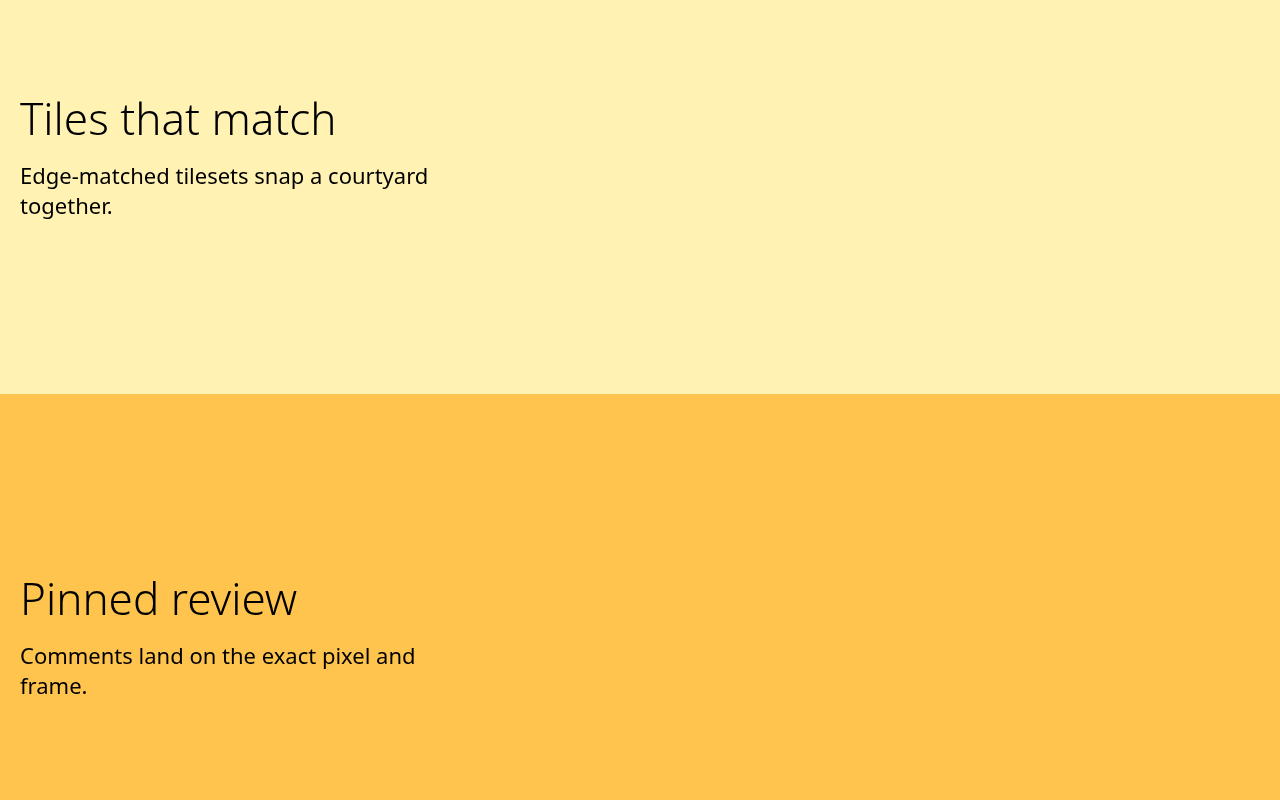 Tiles that match
Edge-matched tilesets snap a courtyard
together.
Pinned review
Comments land on the exact pixel and
frame.